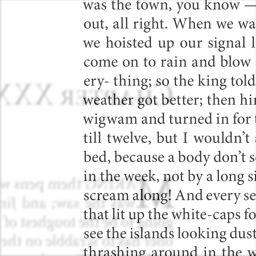 was the town, you know —
out, all right. When we wa
we hoisted up our signal l
come on to rain and blow
ery- thing; so the king told
weather got better; then hi
wigwam and turned in for t
till twelve, but I wouldn't a
bed, because a body don't s
in the week, not by a long si
scream along! And every se
that lit up the white-caps fo
see the islands looking dust
thrashing around in the w
CHAPTER XXX